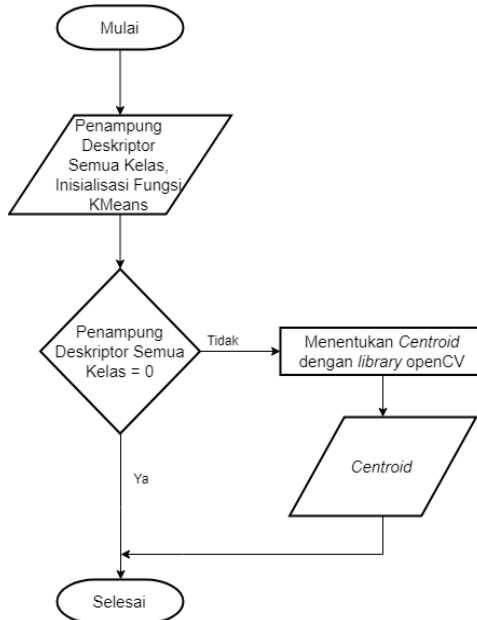 Mulai
Penampung
Deskriptor
Semua Kelas,
Inisialisasi Fungsi
KMeans
Penampung
Deskriptor Semua
Kelas = 0
Tidak
Menentukan Centroid
dengan library openCV
Centroid
Ya
Selesai